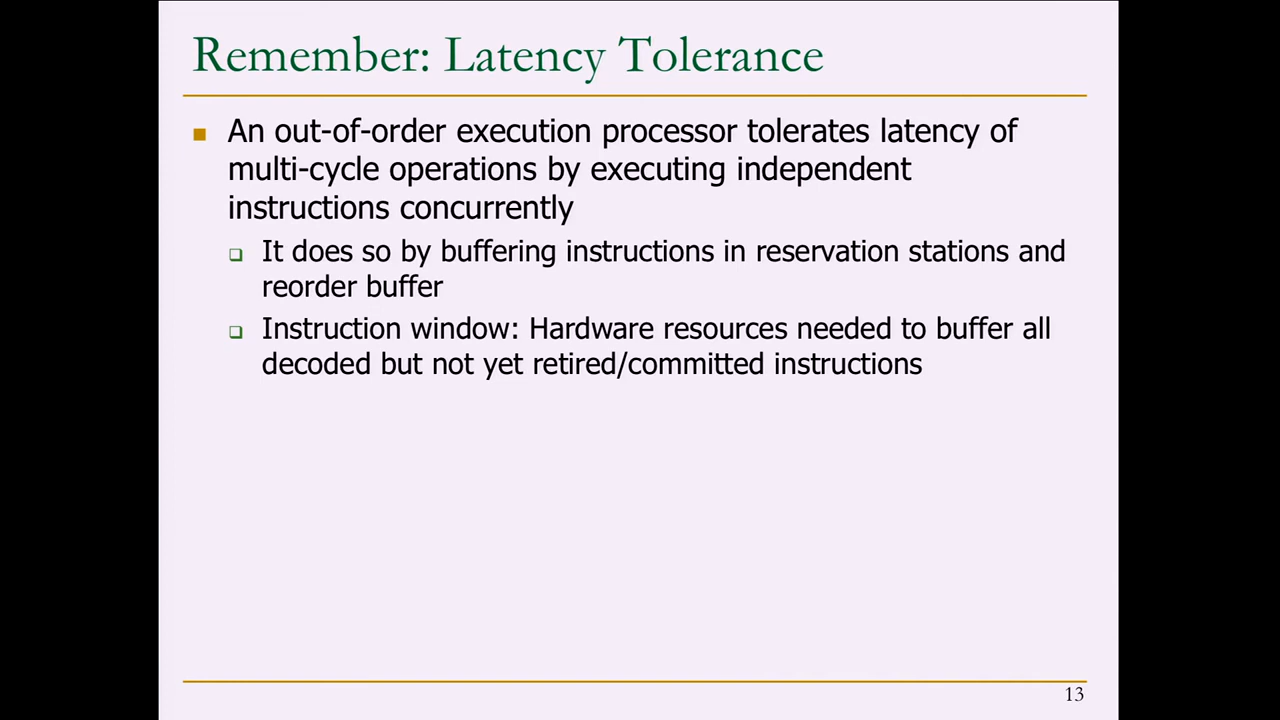 Remember: Latency Tolerance
An out-of-order execution processor tolerates latency of
multi-cycle operations by executing independent
instructions concurrently
It does so by buffering instructions in reservation stations and
reorder buffer
Instruction window: Hardware resources needed to buffer all
decoded but not yet retired/committed instructions
13